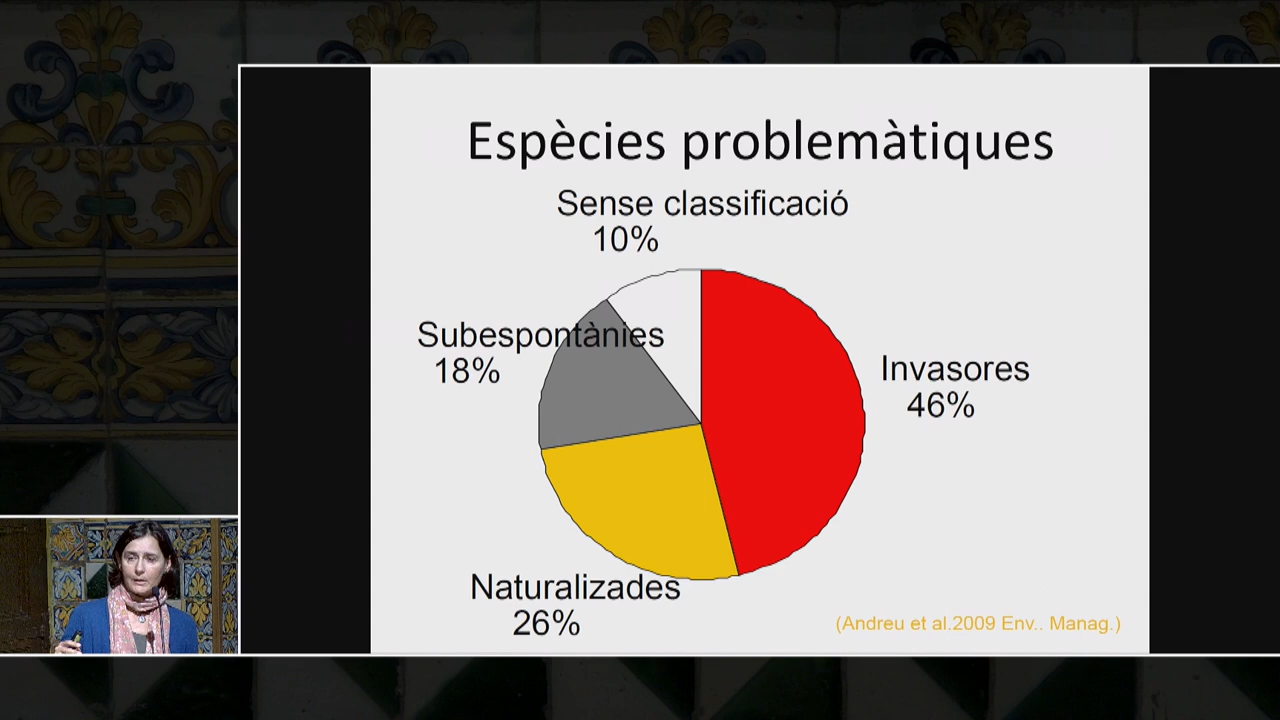 Espècies problemàtiques
Sense classificació
10%
Subespontànies
18%
Invasores
46%
Naturalizades
26%
(Andreu et al.2009 Env.. Manag.)